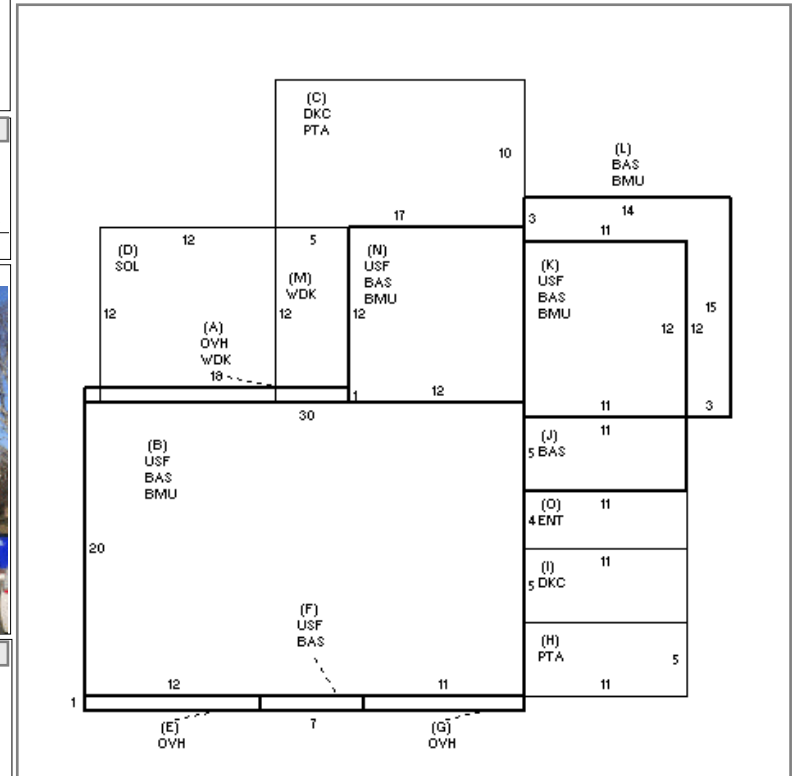 (C)
DKC
PTA
10
(L)
BAS
BMU
14
3
11
17
12
5
(D)
SOL
(M)
WDK
(N)
USF
BAS
BMU
(K)
USF
BAS
BMU
15
12
12
12
12
12
(A)
OVH
WDK
18
1
12
11
3
30
11
(J)
5 BAS
(B)
USF
BAS
BMU
(O)
11
4 ENT
20
11
(I)
5 DKC
(F)
USF
BAS
(H)
PTA
5
12
11
11
1
7
(E)
OVH
(G)
OVH